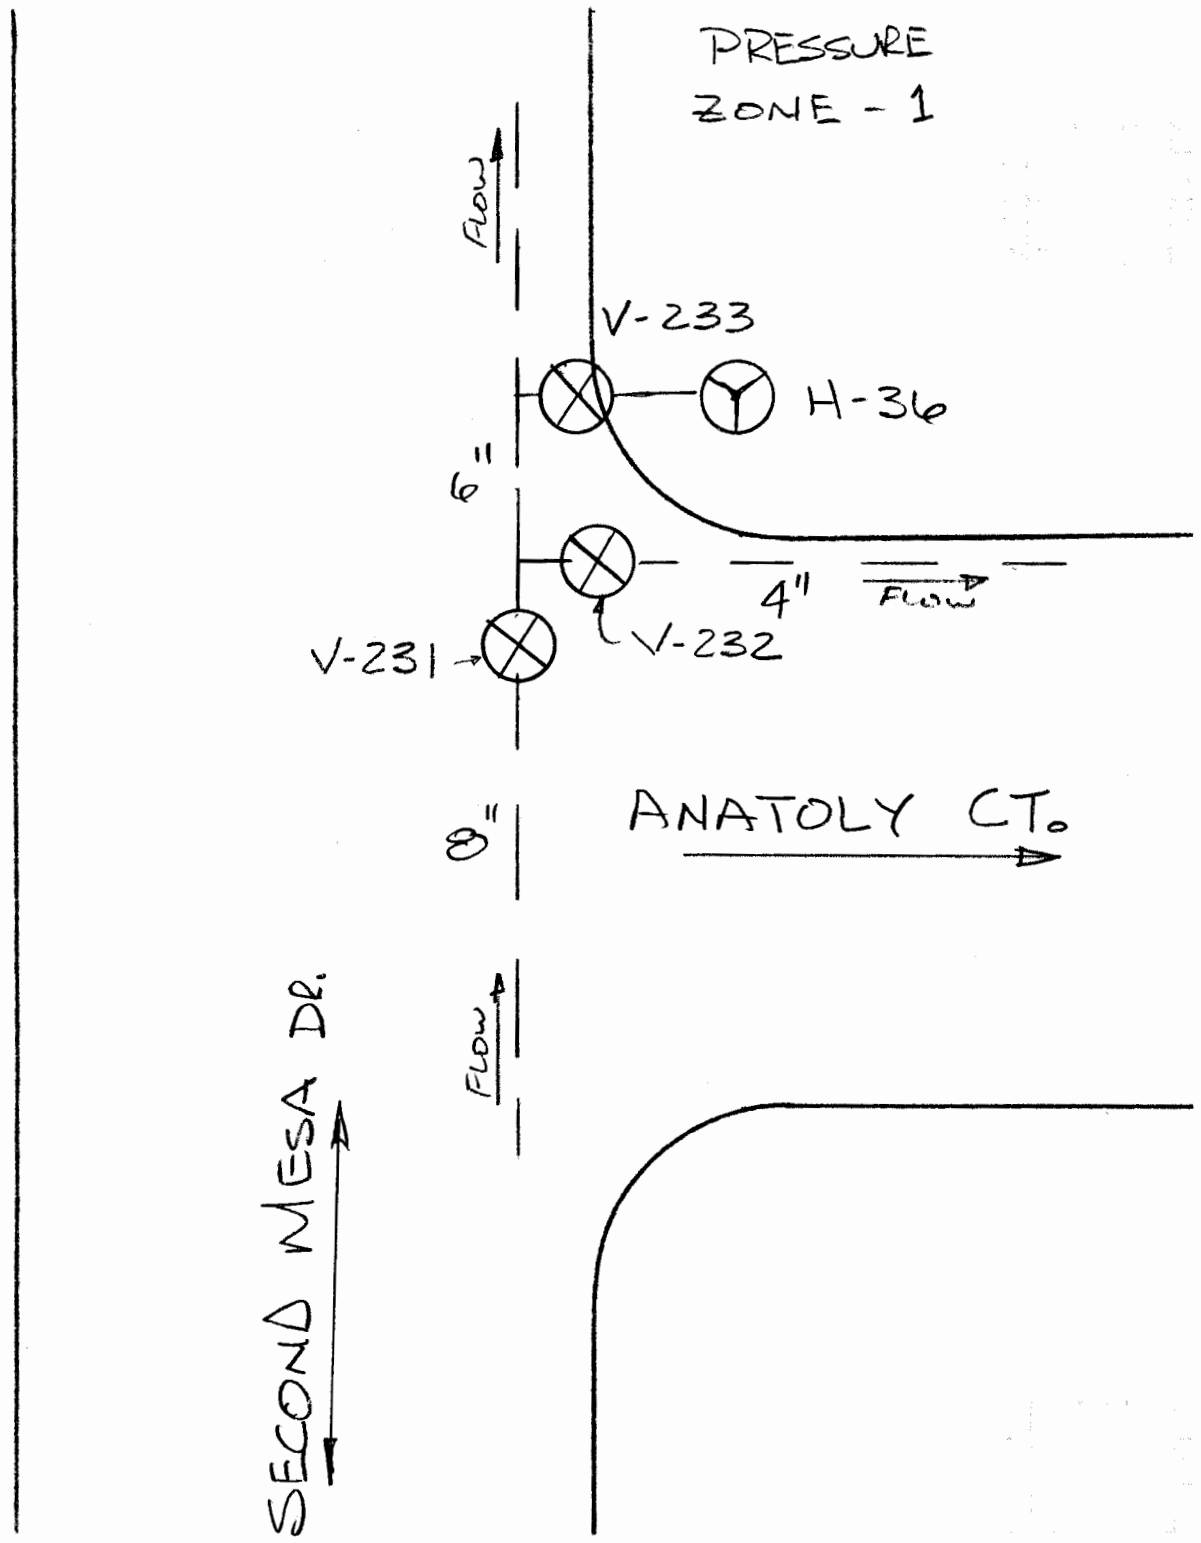 PRESSURE
ZONE - 1
FLOW
V-233
H-36
6"
4"
FLOW
V-232
V-231
8"
ANATOLY CT.
FLOW
SECOND MESA DR.